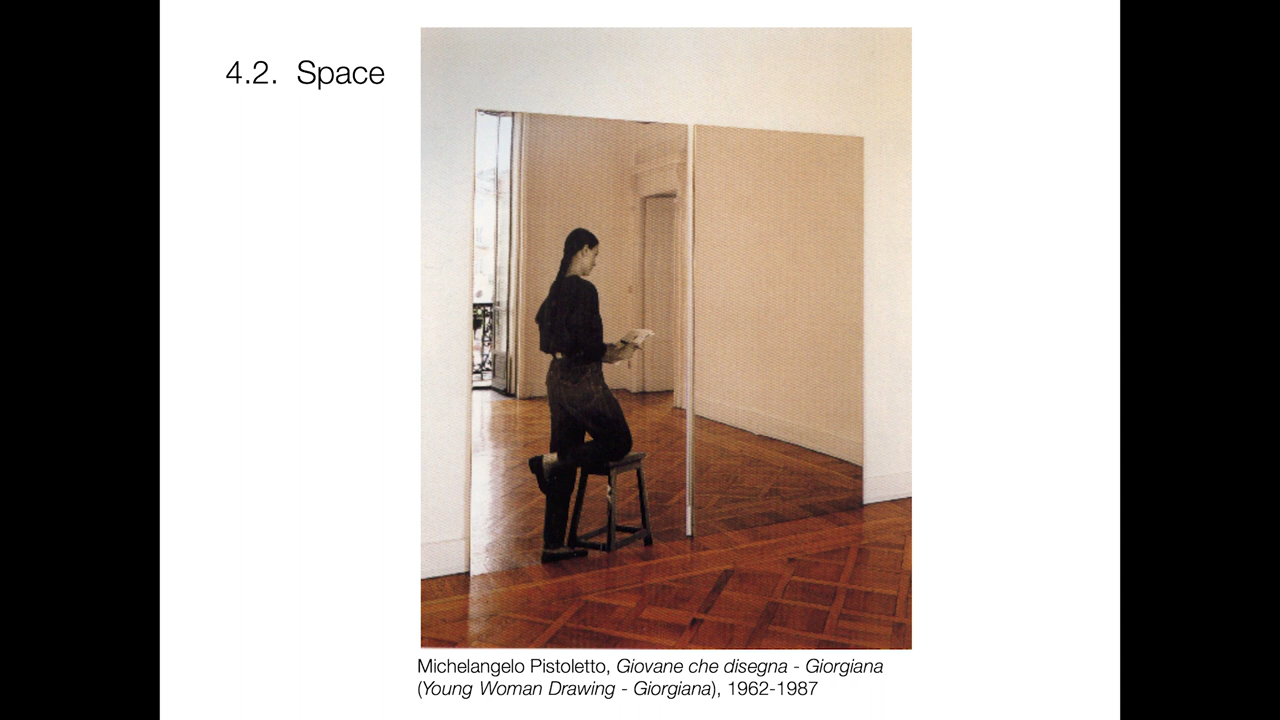 4.2. Space
Michelangelo Pistoletto, Giovane che disegna - Giorgiana
(Young Woman Drawing - Giorgiana), 1962-1987